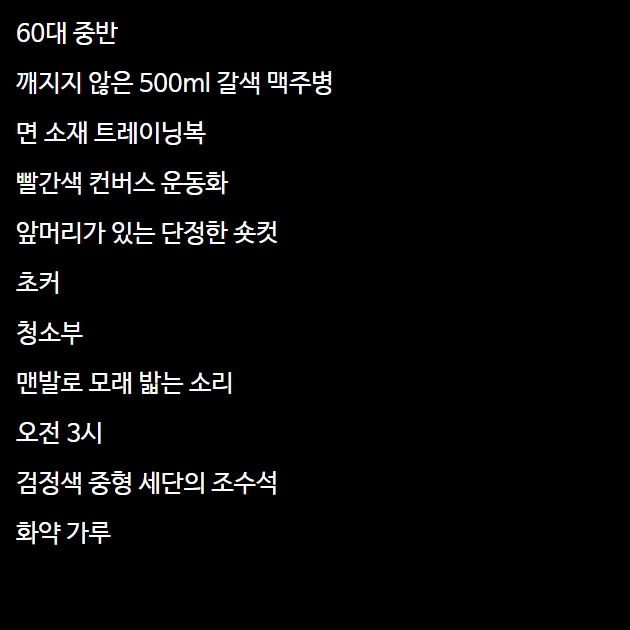 60대 중반
깨지지 않은 500ml 갈색 맥주병
면 소재 트레이닝복
빨간색 컨버스 운동화
앞머리가 있는 단정한 숏컷
초커
청소부
맨발로 모래 밟는 소리
오전 3시
검정색 중형 세단의 조수석
화약 가루